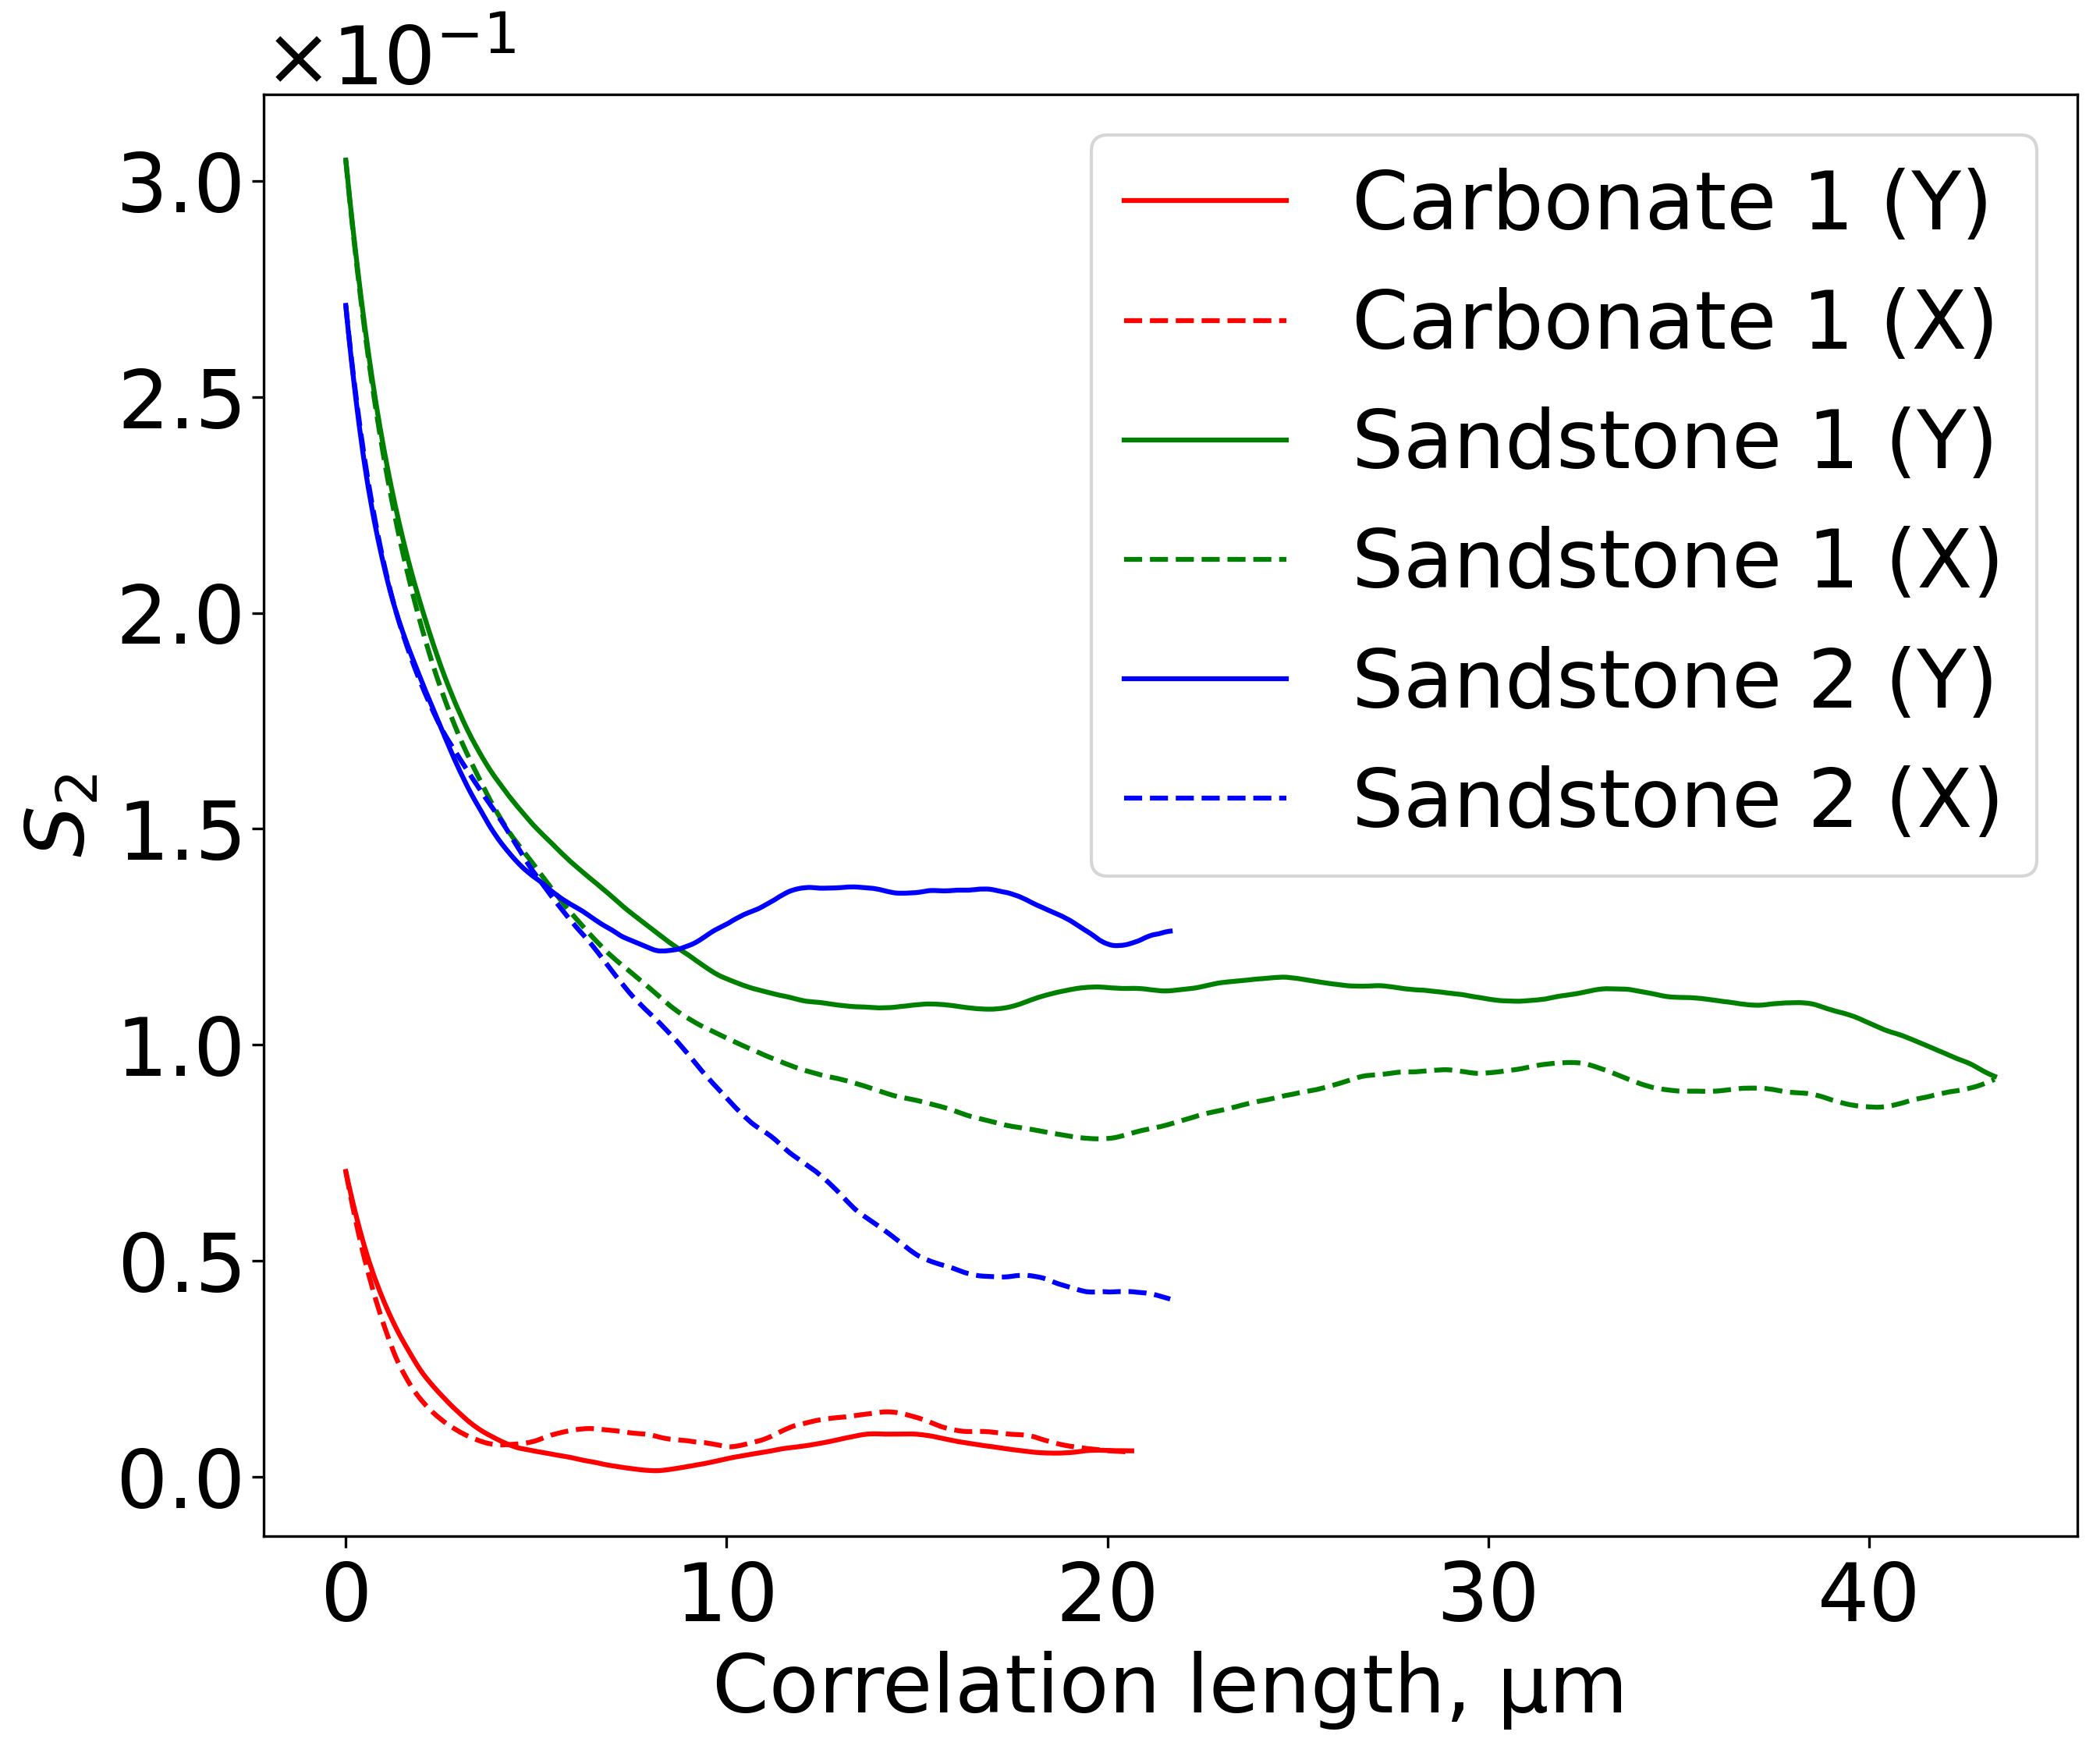 ×10⁻¹
3.0
2.5
2.0
1.5
1.0
0.5
0.0
S₂
0 10 20 30 40
Correlation length, μm
Carbonate 1 (Y)
Carbonate 1 (X)
Sandstone 1 (Y)
Sandstone 1 (X)
Sandstone 2 (Y)
Sandstone 2 (X)